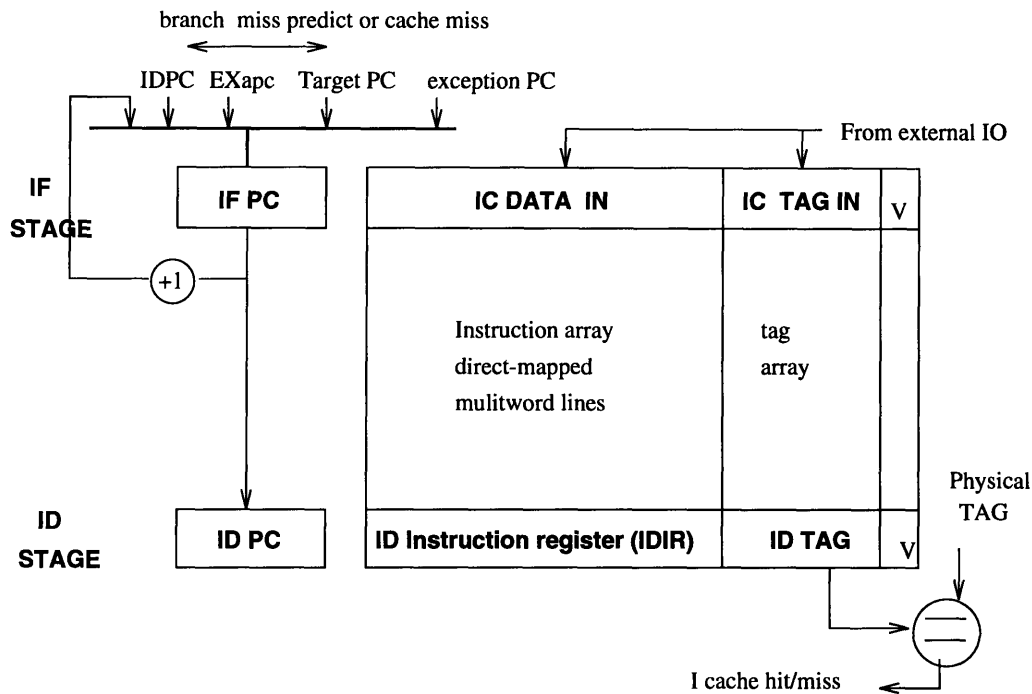 branch miss predict or cache miss
IDPC EXapc Target PC exception PC
From external IO
IF
STAGE
IF PC
IC DATA IN
IC TAG IN
V
+1
Instruction array
direct-mapped
mulitword lines
tag
array
Physical
TAG
ID
STAGE
ID PC
ID Instruction register (IDIR)
ID TAG
V
I cache hit/miss